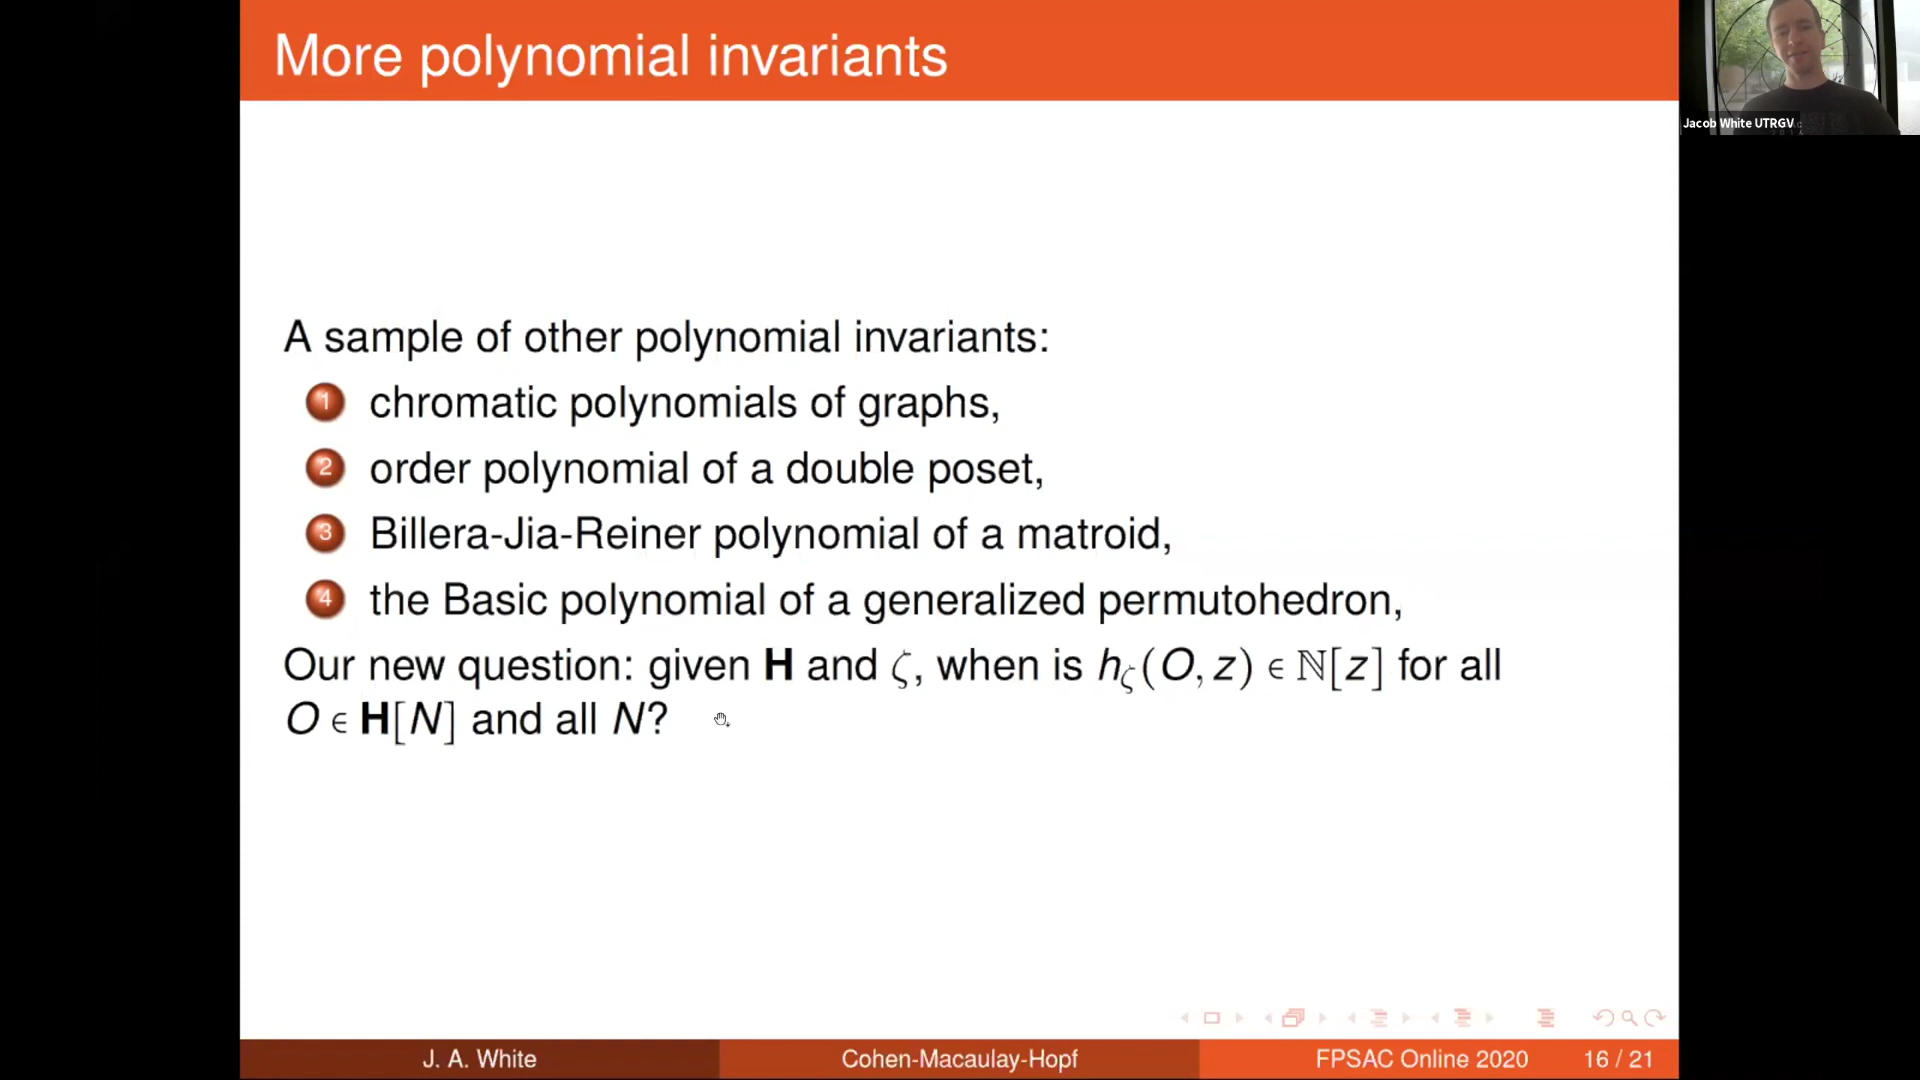 More polynomial invariants
Jacob White UTRGV
A sample of other polynomial invariants:
1 chromatic polynomials of graphs,
2 order polynomial of a double poset,
3 Billera-Jia-Reiner polynomial of a matroid,
4 the Basic polynomial of a generalized permutohedron,
Our new question: given H and ζ, when is h_ζ(O, z) ∈ ℕ[z] for all
O ∈ H[N] and all N?
J. A. White
Cohen-Macaulay-Hopf
FPSAC Online 2020
16 / 21